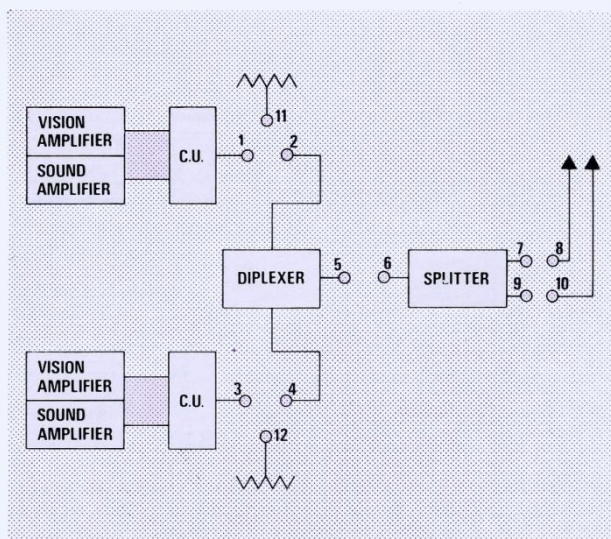 VISION
AMPLIFIER
SOUND
AMPLIFIER
C.U.
1
11
2
DIPLEXER
5
6
SPLITTER
7
8
9
10
VISION
AMPLIFIER
SOUND
AMPLIFIER
C.U.
3
4
12